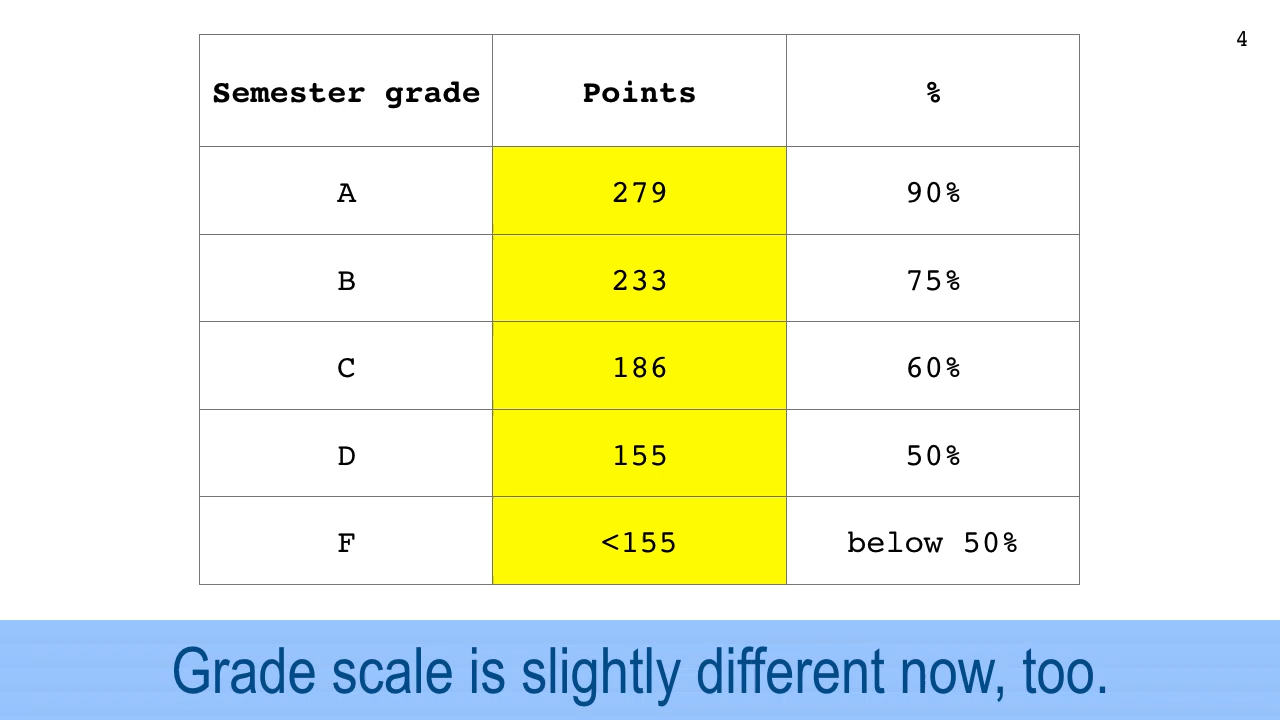 4
Semester grade Points %
A 279 90%
B 233 75%
C 186 60%
D 155 50%
F <155 below 50%
Grade scale is slightly different now, too.